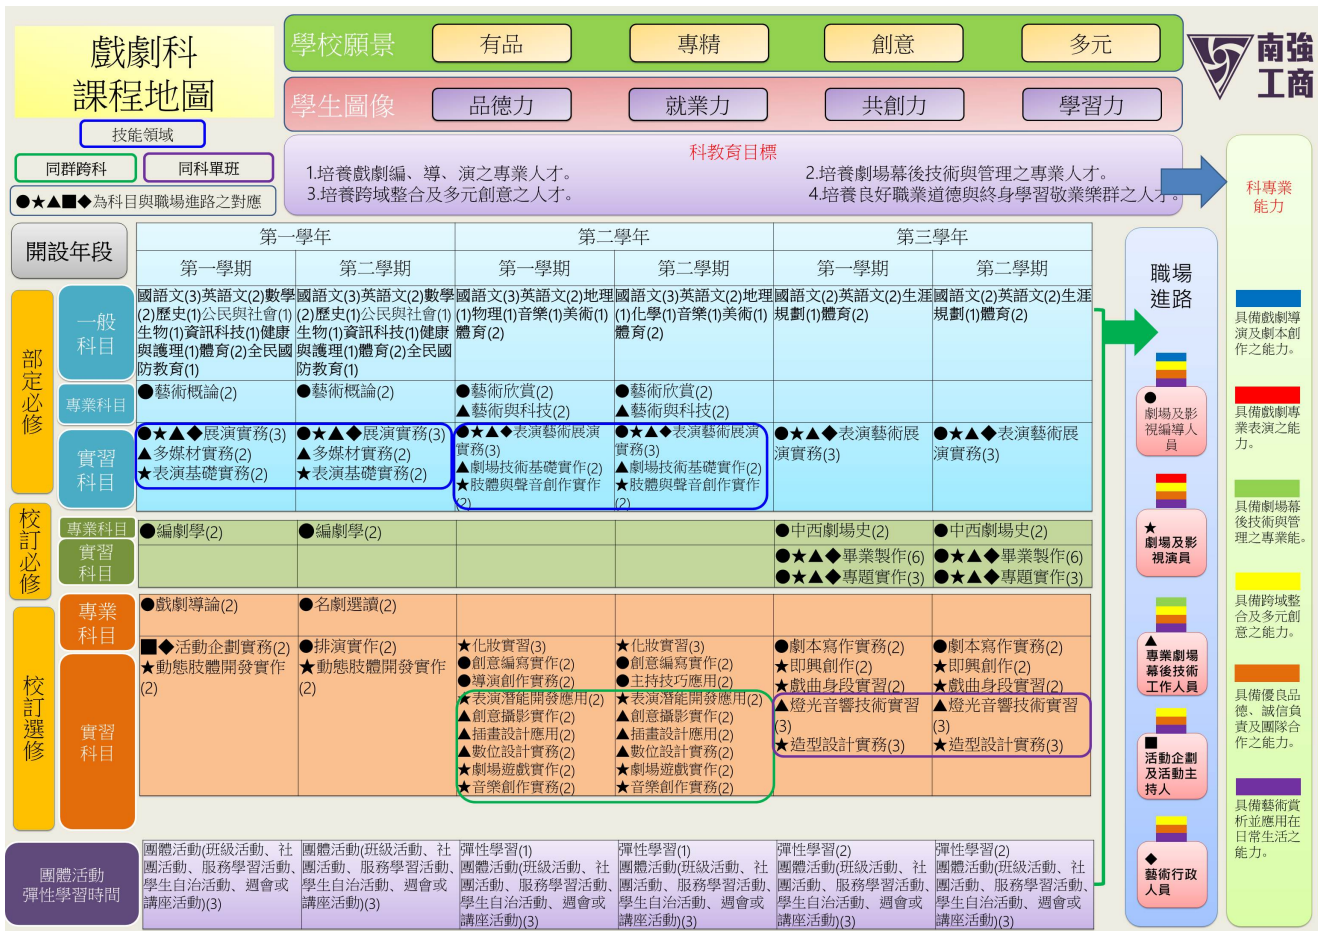 戲劇科
課程地圖
技能領域
同群跨科
同科單班
●★▲■◆為科目與職場進路之對應
學校願景
有品
專精
創意
多元
學生圖像
品德力
就業力
共創力
學習力
南強
工商
科教育目標
1.培養戲劇編、導、演之專業人才。
2.培養劇場幕後技術與管理之專業人才。
3.培養跨域整合及多元創意之人才。
4.培養良好職業道德與終身學習敬業樂群之人才。
開設年段
第一學年
第二學年
第三學年
第一學期
第二學期
第一學期
第二學期
第一學期
第二學期
部定必修
一般
科目
國語文(3)英語文(2)數學
(2)歷史(1)公民與社會(1)
生物(1)資訊科技(1)健康
與護理(1)體育(2)全民國
防教育(1)
國語文(3)英語文(2)數學
(2)歷史(1)公民與社會(1)
生物(1)資訊科技(1)健康
與護理(1)體育(2)全民國
防教育(1)
國語文(3)英語文(2)地理
(1)物理(1)音樂(1)美術(1)
體育(2)
國語文(3)英語文(2)地理
(1)化學(1)音樂(1)美術(1)
體育(2)
國語文(2)英語文(2)生涯
規劃(1)體育(2)
國語文(2)英語文(2)生涯
規劃(1)體育(2)
專業科目
●藝術概論(2)
●藝術概論(2)
●藝術欣賞(2)
▲藝術與科技(2)
●藝術欣賞(2)
▲藝術與科技(2)
實習
科目
●★▲◆展演實務(3)
▲多媒材實務(2)
★表演基礎實務(2)
●★▲◆展演實務(3)
▲多媒材實務(2)
★表演基礎實務(2)
●★▲◆表演藝術展演
實務(3)
▲劇場技術基礎實作(2)
★肢體與聲音創作實作
(2)
●★▲◆表演藝術展演
實務(3)
▲劇場技術基礎實作(2)
★肢體與聲音創作實作
(2)
●★▲◆表演藝術展
演實務(3)
●★▲◆表演藝術展
演實務(3)
校訂必修
專業科目
●編劇學(2)
●編劇學(2)
●中西劇場史(2)
●中西劇場史(2)
實習
科目
●★▲◆畢業製作(6)
●★▲◆專題實作(3)
●★▲◆畢業製作(6)
●★▲◆專題實作(3)
校訂選修
專業
科目
●戲劇導論(2)
●名劇選讀(2)
實習
科目
■◆活動企劃實務(2)
★動態肢體開發實作
(2)
●排演實作(2)
★動態肢體開發實作
(2)
★化妝實習(3)
●創意編寫實作(2)
●導演創作實務(2)
★表演潛能開發應用(2)
▲創意攝影實作(2)
▲插畫設計應用(2)
▲數位設計實務(2)
★劇場遊戲實作(2)
★音樂創作實務(2)
★化妝實習(3)
●創意編寫實作(2)
●主持技巧應用(2)
★表演潛能開發應用(2)
▲創意攝影實作(2)
▲插畫設計應用(2)
▲數位設計實務(2)
★劇場遊戲實作(2)
★音樂創作實務(2)
●劇本寫作實務(2)
★即興創作(2)
★戲曲身段實習(2)
▲燈光音響技術實習
(3)
★造型設計實務(3)
●劇本寫作實務(2)
★即興創作(2)
★戲曲身段實習(2)
▲燈光音響技術實習
(3)
★造型設計實務(3)
團體活動
彈性學習時間
團體活動(班級活動、社
團活動、服務學習活動、
學生自治活動、週會或
講座活動)(3)
團體活動(班級活動、社
團活動、服務學習活動、
學生自治活動、週會或
講座活動)(3)
彈性學習(1)
團體活動(班級活動、社
團活動、服務學習活動、
學生自治活動、週會或
講座活動)(3)
彈性學習(1)
團體活動(班級活動、社
團活動、服務學習活動、
學生自治活動、週會或
講座活動)(3)
彈性學習(2)
團體活動(班級活動、社
團活動、服務學習活動、
學生自治活動、週會或
講座活動)(3)
彈性學習(2)
團體活動(班級活動、社
團活動、服務學習活動、
學生自治活動、週會或
講座活動)(3)
職場
進路
●
劇場及影
視編導人
員
★
劇場及影
視演員
▲
專業劇場
幕後技術
工作人員
■
活動企劃
及活動主
持人
◆
藝術行政
人員
科專業
能力
具備戲劇導
演及劇本創
作之能力。
具備戲劇專
業表演之能
力。
具備劇場幕
後技術與管
理之專業能。
具備跨域整
合及多元創
意之能力。
具備優良品
德、誠信負
責及團隊合
作之能力。
具備藝術賞
析並應用在
日常生活之
能力。